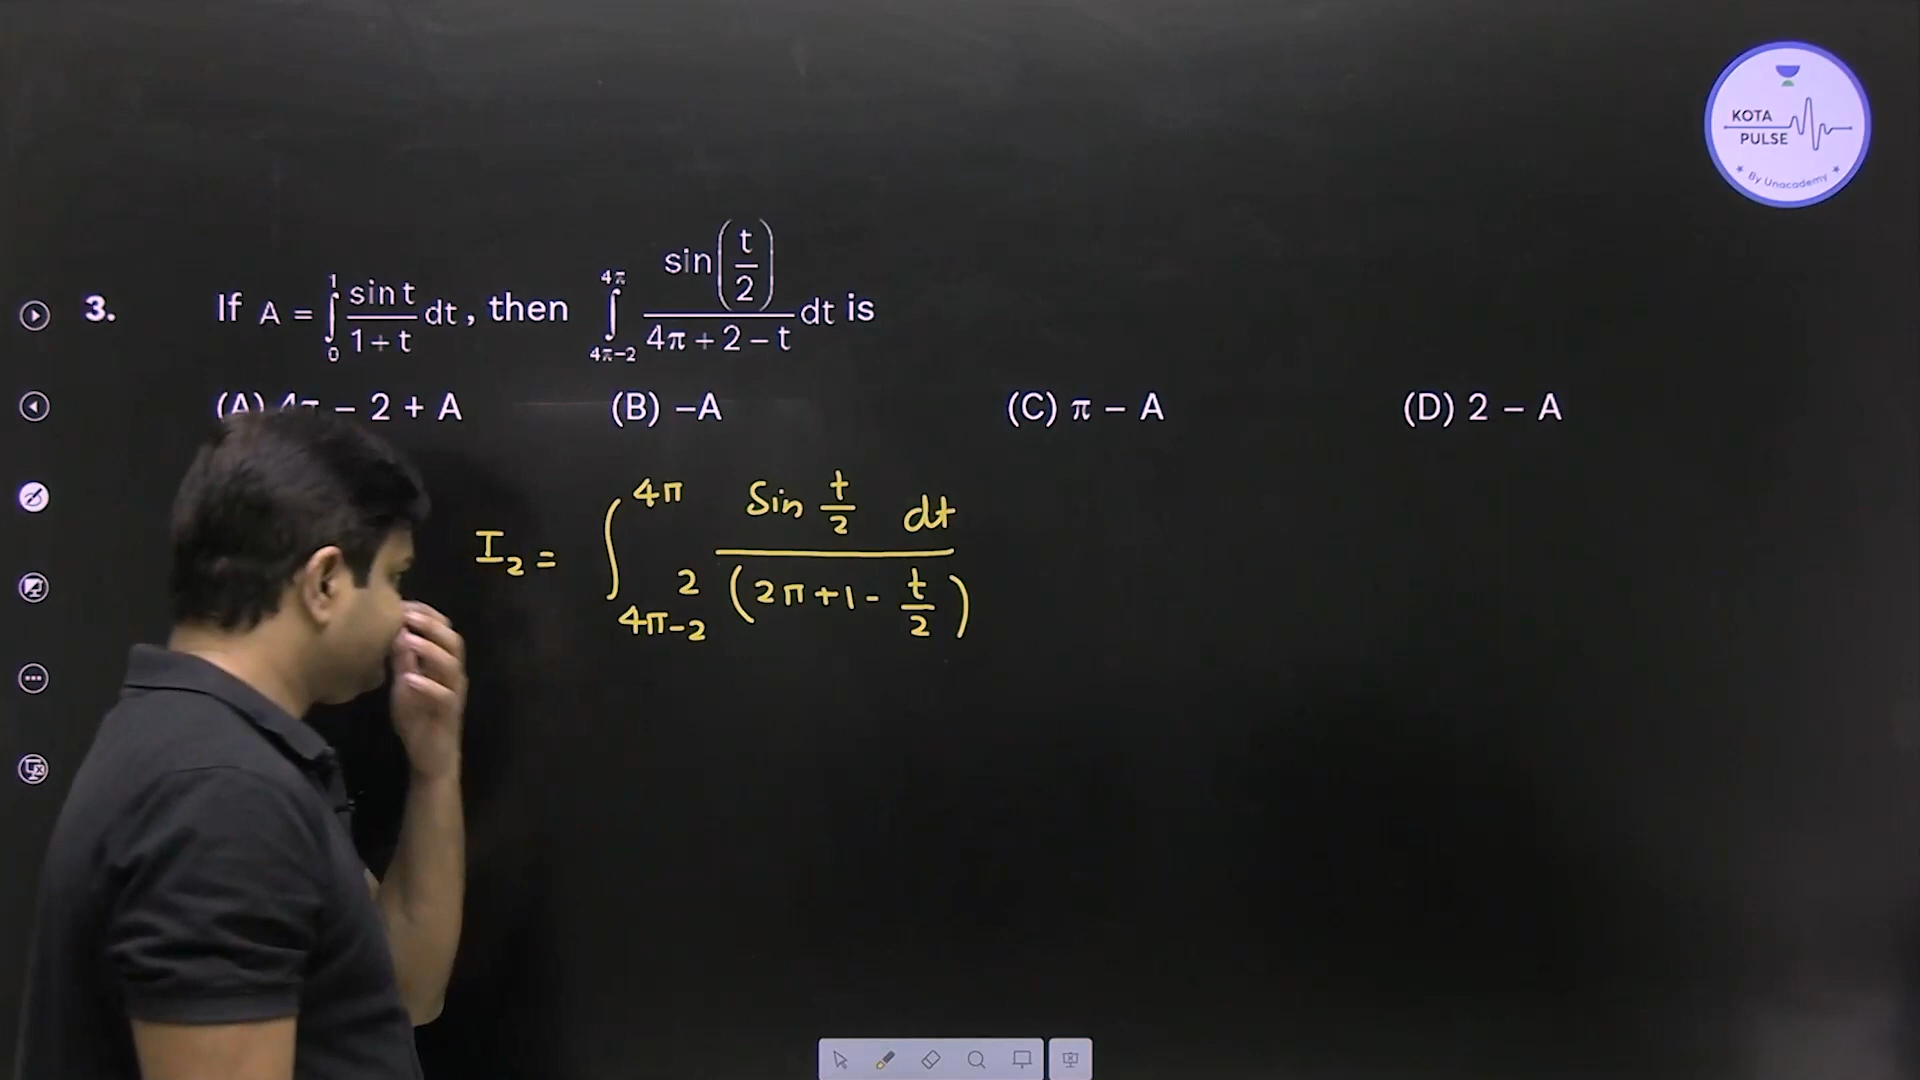 KOTA
PULSE
★ By Unacademy ★
3. If A = ∫₀¹ sin t / 1 + t dt, then ∫_{4π−2}^{4π} sin(t/2) / 4π + 2 − t dt is
(A) 4π − 2 + A (B) −A (C) π − A (D) 2 − A
I₂ = ∫_{4π−2}^{4π} Sin t/2 dt / 2 (2π + 1 - t/2)